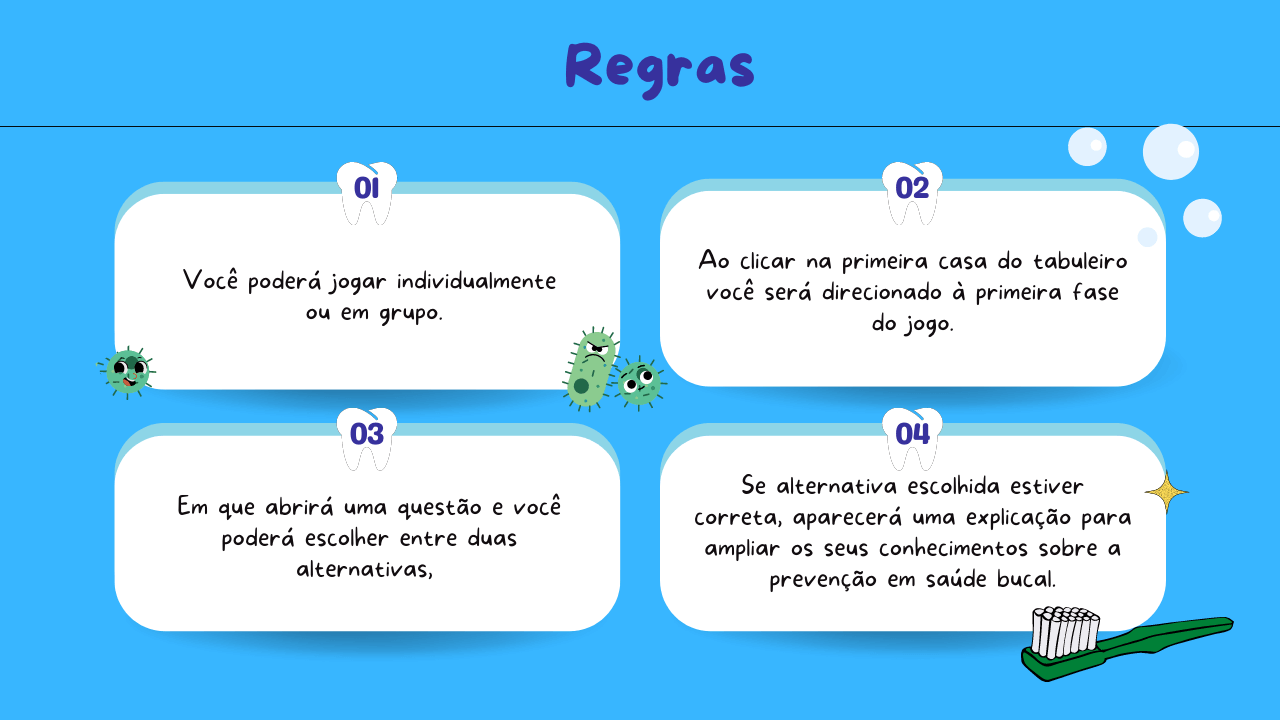 Regras
01
Você poderá jogar individualmente
ou em grupo.
02
Ao clicar na primeira casa do tabuleiro
você será direcionado à primeira fase
do jogo.
03
Em que abrirá uma questão e você
poderá escolher entre duas
alternativas,
04
Se alternativa escolhida estiver
correta, aparecerá uma explicação para
ampliar os seus conhecimentos sobre a
prevenção em saúde bucal.